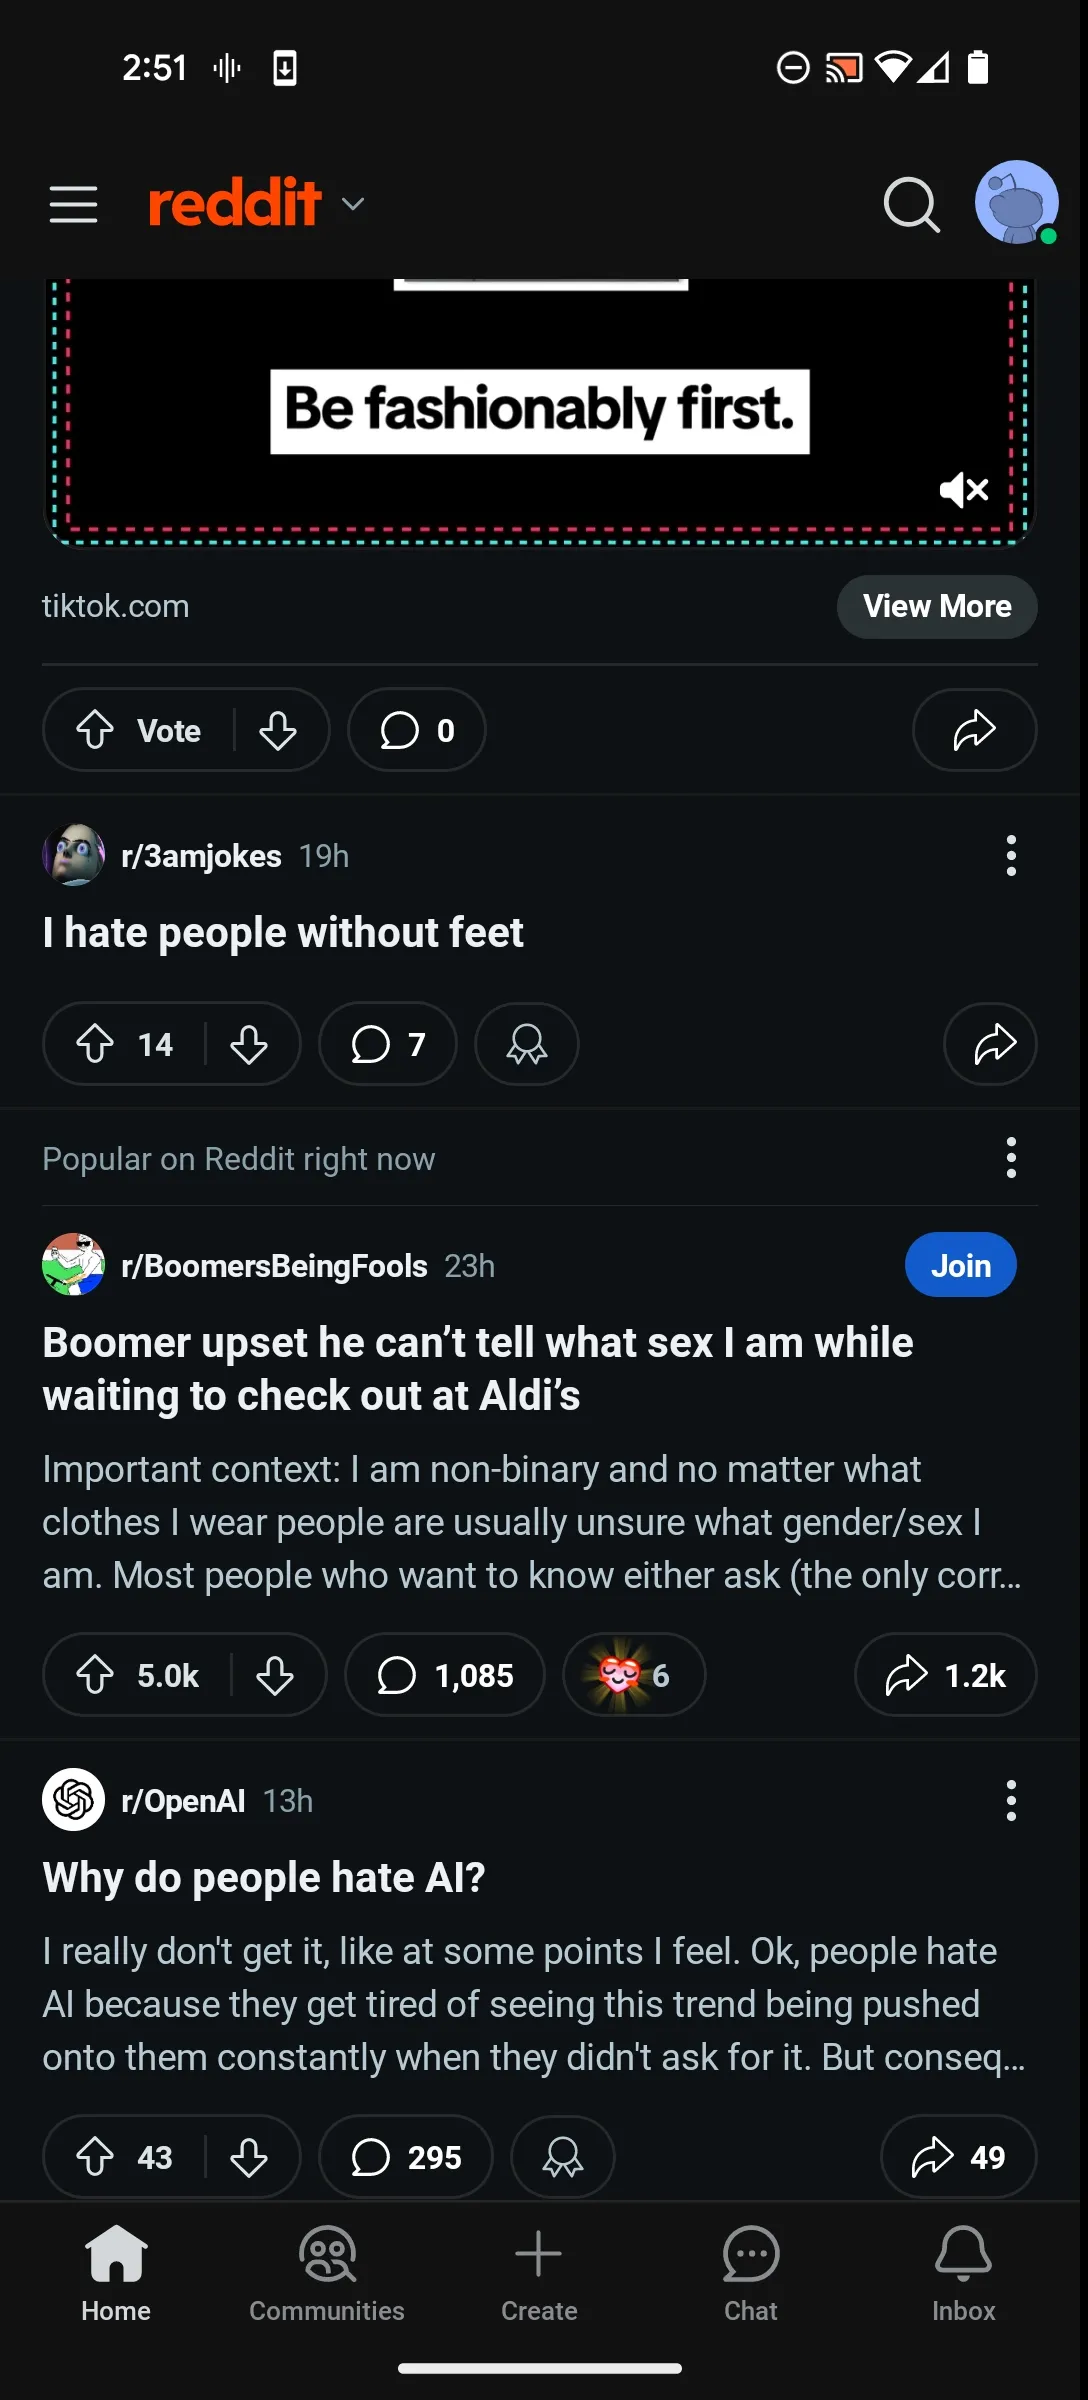 2:51
reddit
Be fashionably first.
tiktok.com
View More
Vote
0
r/3amjokes 19h
I hate people without feet
14
7
Popular on Reddit right now
r/BoomersBeingFools 23h
Join
Boomer upset he can’t tell what sex I am while
waiting to check out at Aldi’s
Important context: I am non-binary and no matter what
clothes I wear people are usually unsure what gender/sex I
am. Most people who want to know either ask (the only corr...
5.0k
1,085
6
1.2k
r/OpenAI 13h
Why do people hate AI?
I really don't get it, like at some points I feel. Ok, people hate
AI because they get tired of seeing this trend being pushed
onto them constantly when they didn't ask for it. But conseq...
43
295
49
Home
Communities
Create
Chat
Inbox